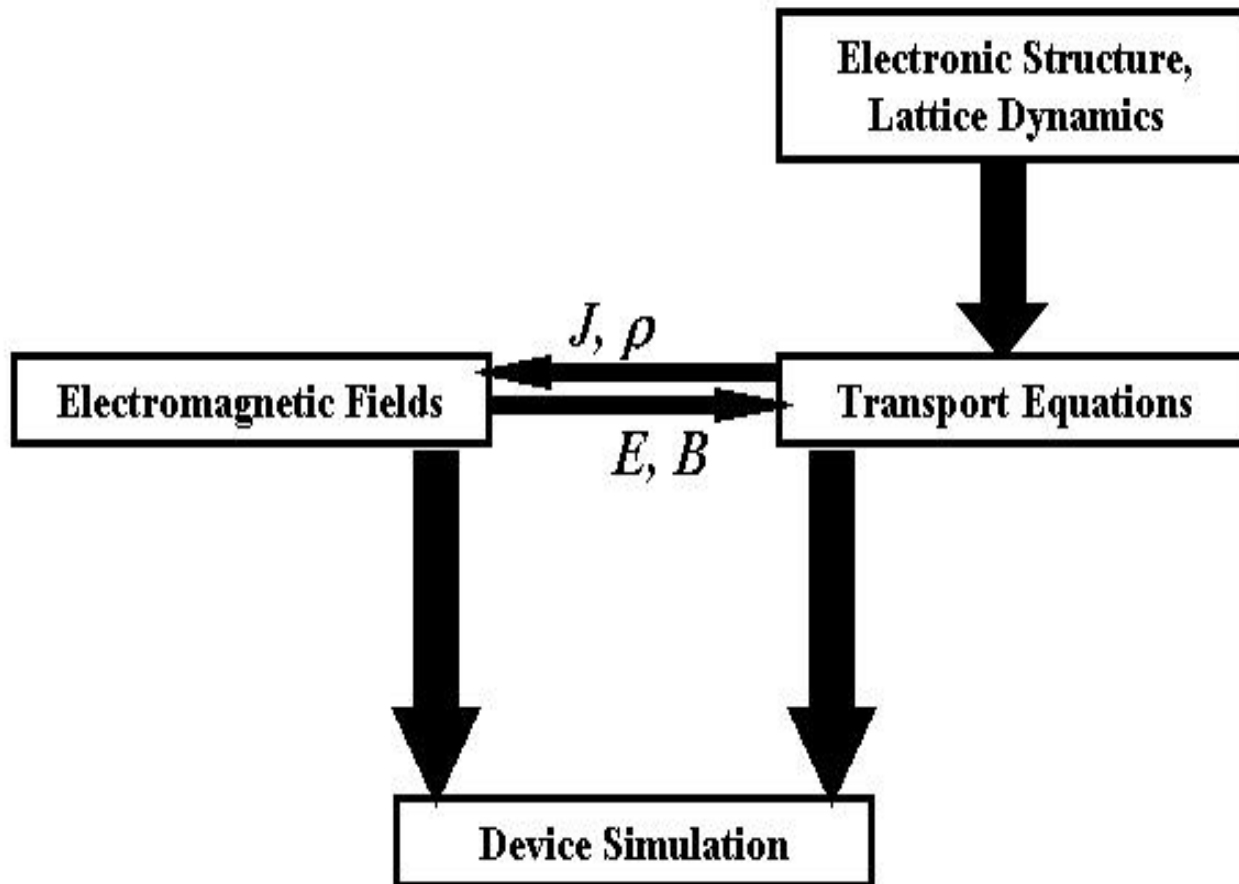 Electronic Structure,
Lattice Dynamics
J, ρ
Electromagnetic Fields
Transport Equations
E, B
Device Simulation